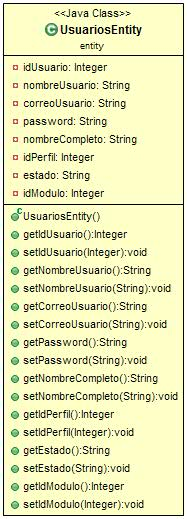 <<Java Class>>
UsuariosEntity
entity
idUsuario: Integer
nombreUsuario: String
correoUsuario: String
password: String
nombreCompleto: String
idPerfil: Integer
estado: String
idModulo: Integer
UsuariosEntity()
getIdUsuario():Integer
setIdUsuario(Integer):void
getNombreUsuario():String
setNombreUsuario(String):void
getCorreoUsuario():String
setCorreoUsuario(String):void
getPassword():String
setPassword(String):void
getNombreCompleto():String
setNombreCompleto(String):void
getIdPerfil():Integer
setIdPerfil(Integer):void
getEstado():String
setEstado(String):void
getIdModulo():Integer
setIdModulo(Integer):void